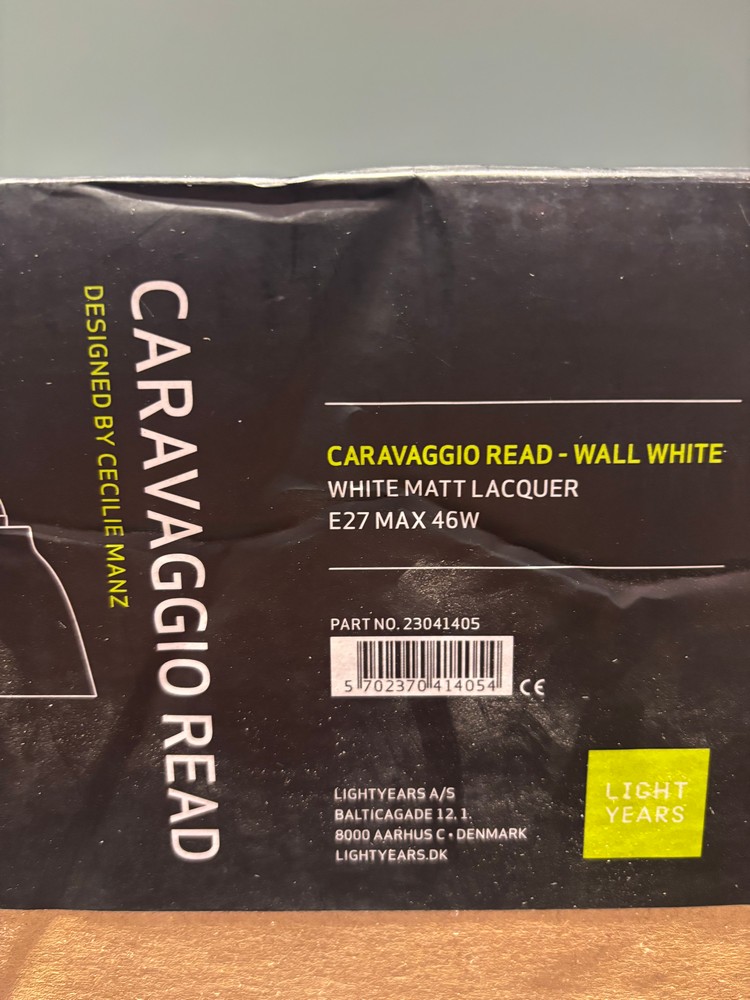 CARAVAGGIO READ
DESIGNED BY CECILIE MANZ
CARAVAGGIO READ - WALL WHITE
WHITE MATT LACQUER
E27 MAX 46W
PART NO. 23041405
5 702370 414054
CE
LIGHTYEARS A/S
BALTICAGADE 12. 1.
8000 AARHUS C • DENMARK
LIGHTYEARS.DK
LIGHT
YEARS